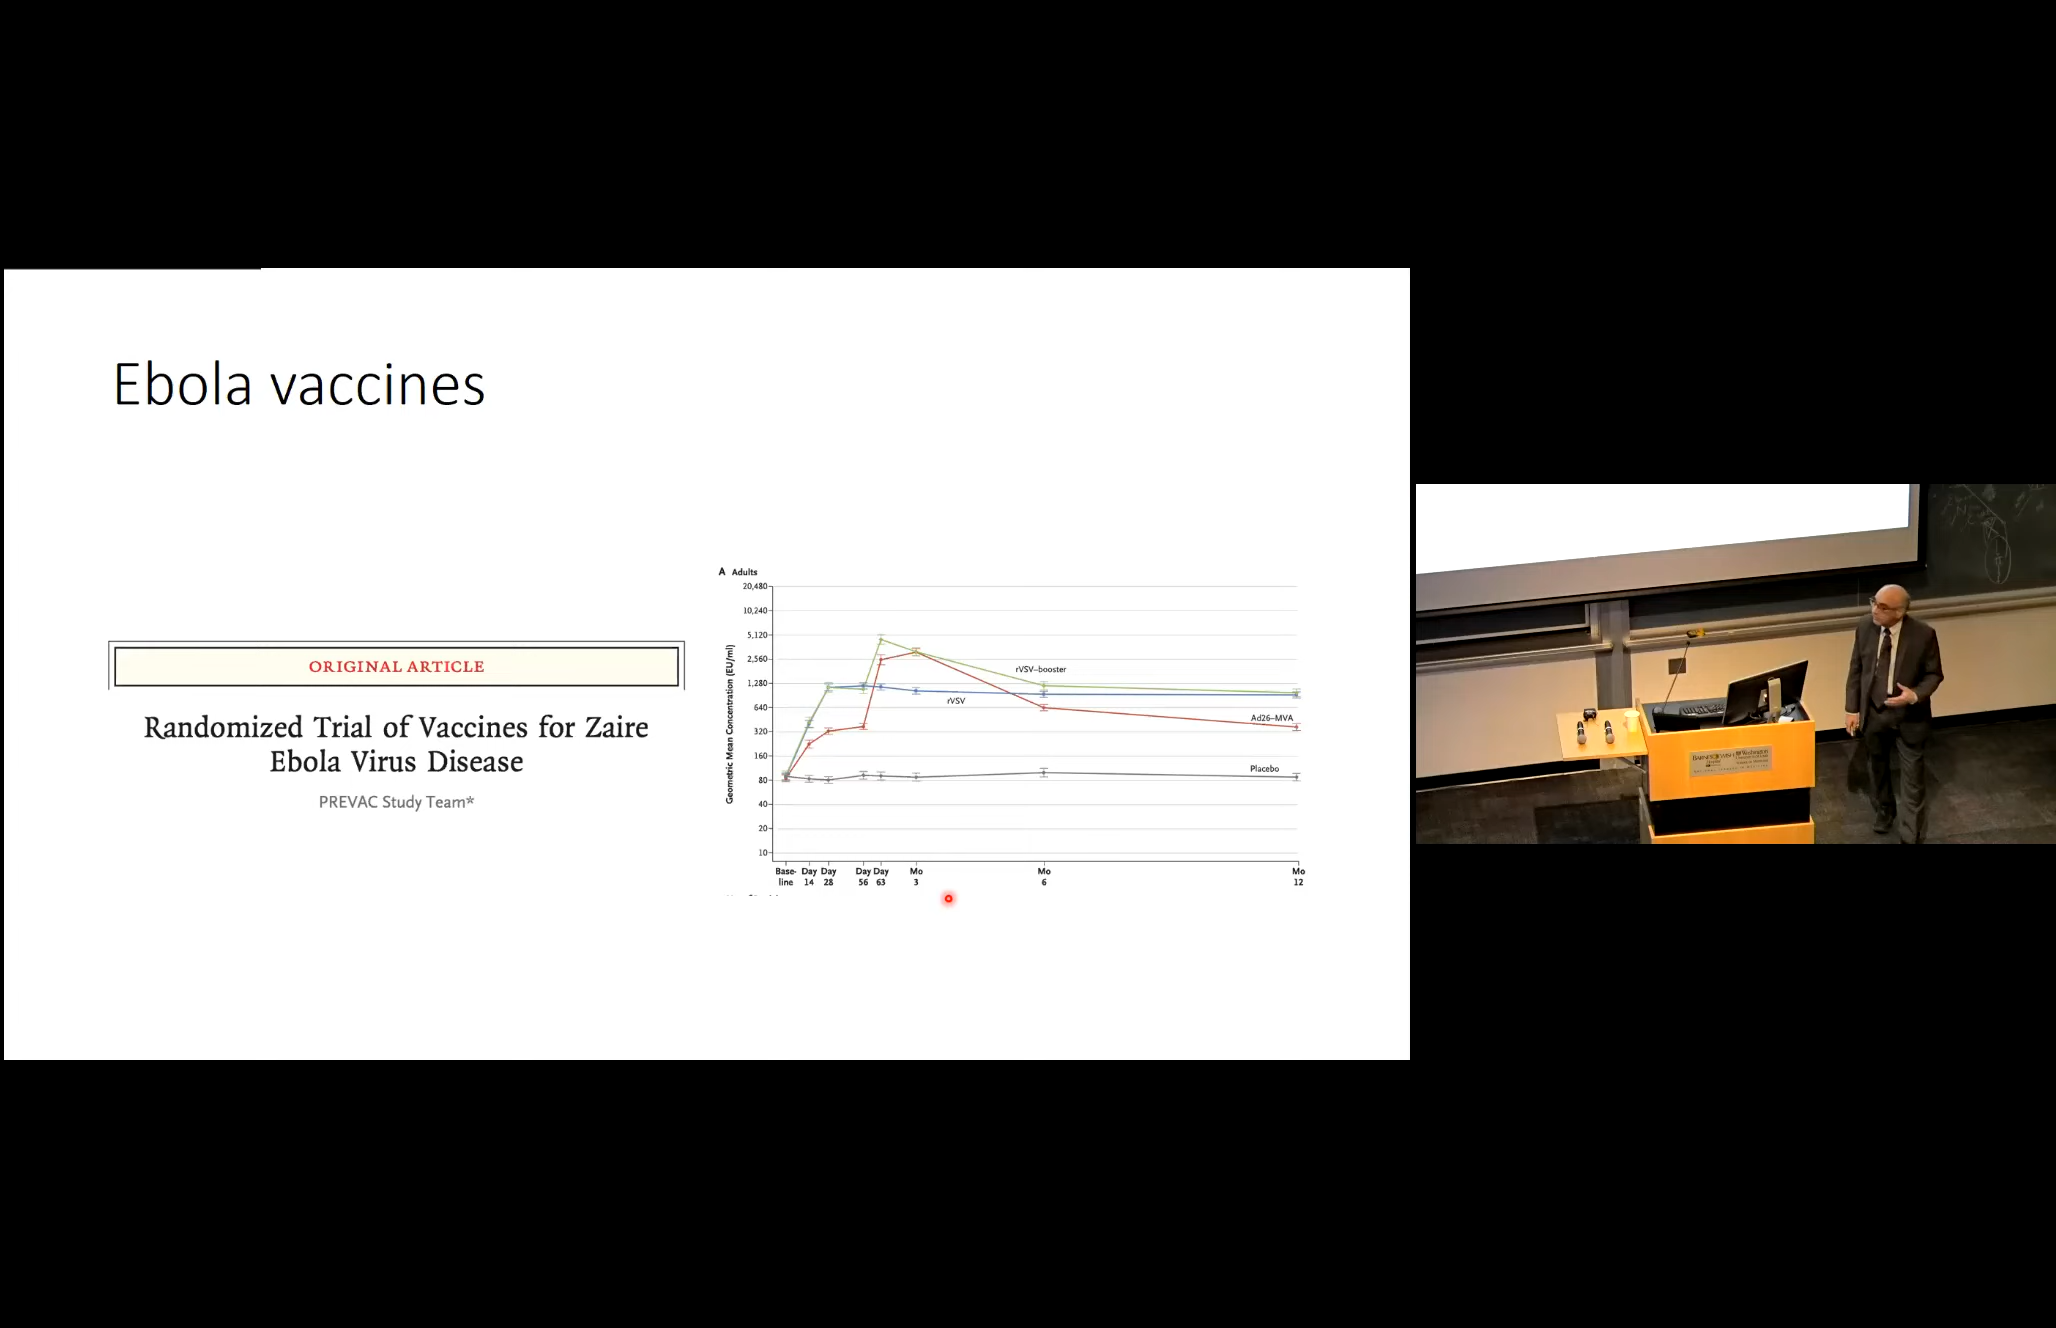 Ebola vaccines
ORIGINAL ARTICLE
Randomized Trial of Vaccines for Zaire
Ebola Virus Disease
PREVAC Study Team*
A Adults
Geometric Mean Concentration (EU/ml)
20,480
10,240
5,120
2,560
1,280
640
320
160
80
40
20
10
rVSV–booster
rVSV
Ad26–MVA
Placebo
Base-
line
Day
14
Day
28
Day
56
Day
63
Mo
3
Mo
6
Mo
12
BARNES JEWISH
Washington